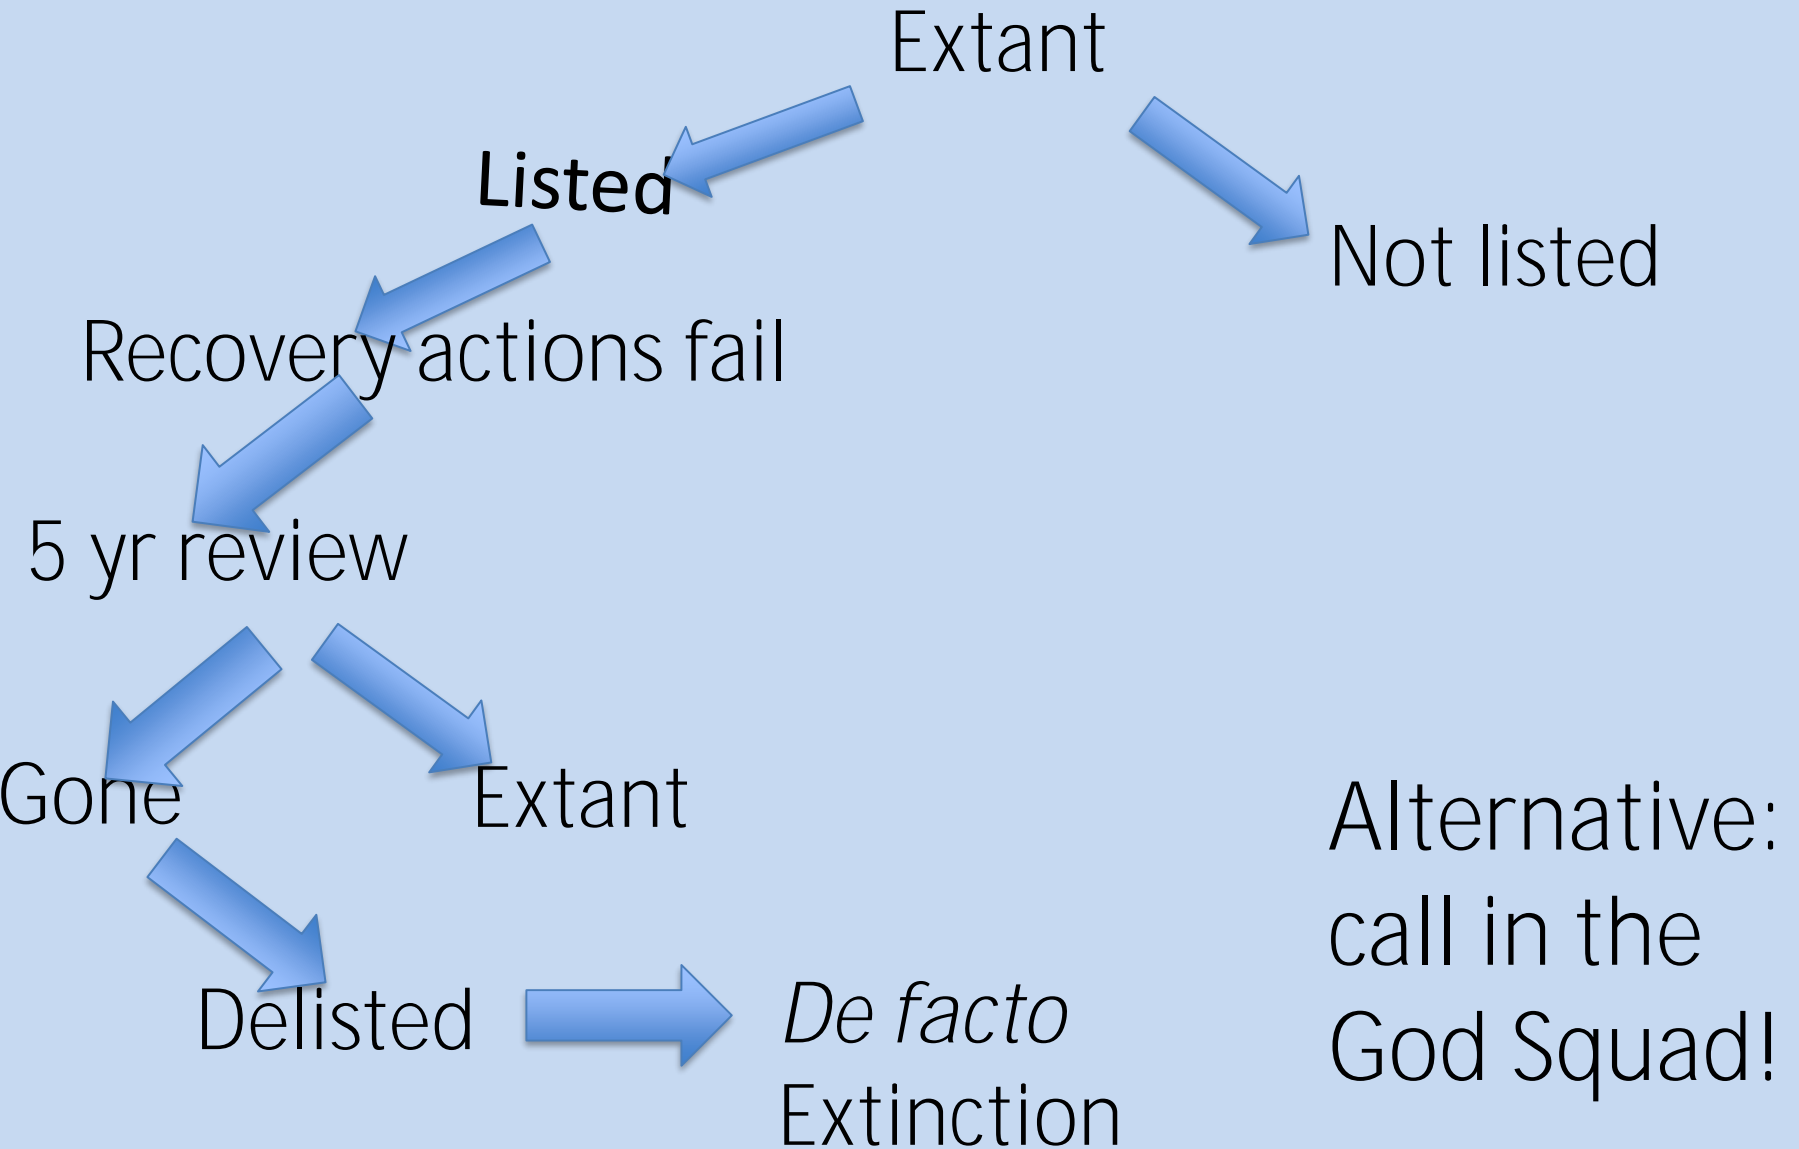 Extant
Listed
Not listed
Recovery actions fail
5 yr review
Gone
Extant
Delisted
De facto
Extinction
Alternative:
call in the
God Squad!